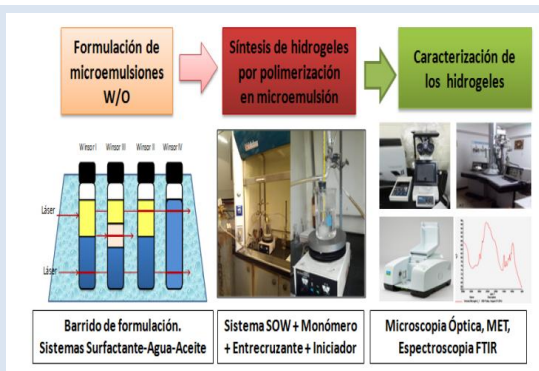 Formulación de
microemulsiones
W/O
Síntesis de hidrogeles
por polimerización
en microemulsión
Caracterización de
los hidrogeles
Winsor I Winsor III Winsor II Winsor IV
Láser
Láser
Barrido de formulación.
Sistemas Surfactante-Agua-Aceite
Sistema SOW + Monómero
+ Entrecruzante + Iniciador
Microscopia Óptica, MET,
Espectroscopia FTIR